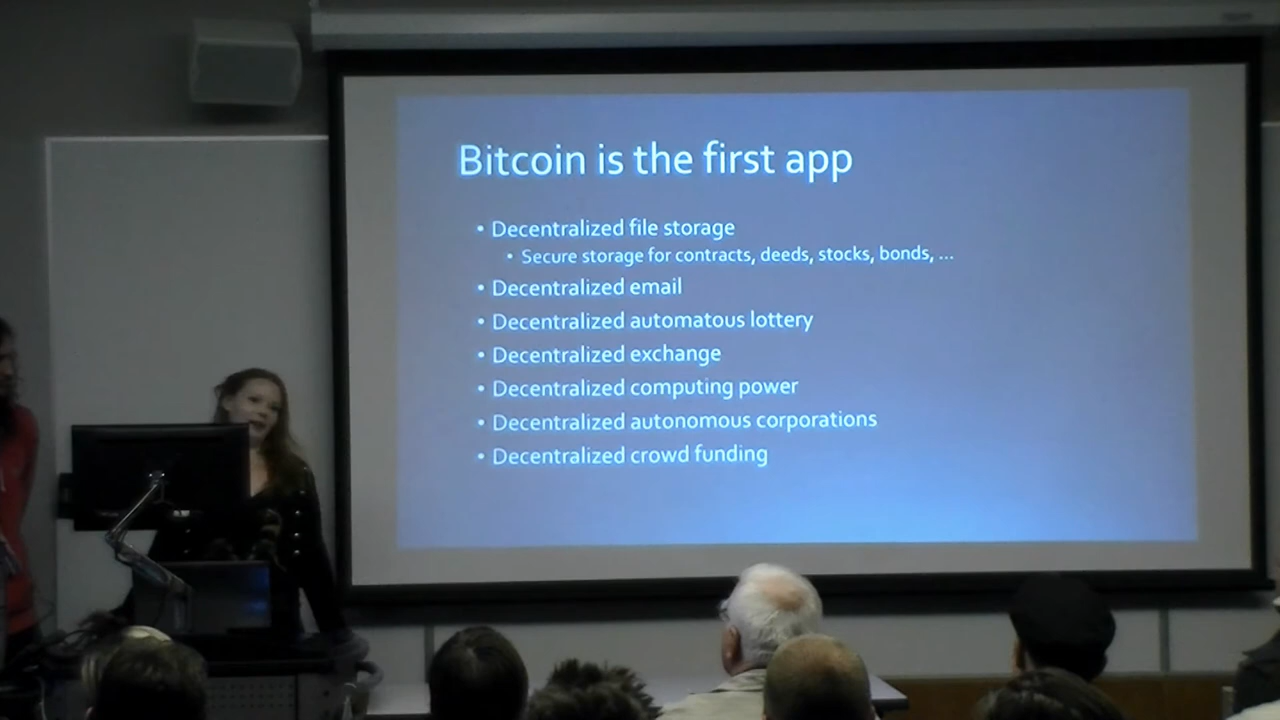 Bitcoin is the first app
• Decentralized file storage
• Secure storage for contracts, deeds, stocks, bonds, ...
• Decentralized email
• Decentralized automatous lottery
• Decentralized exchange
• Decentralized computing power
• Decentralized autonomous corporations
• Decentralized crowd funding